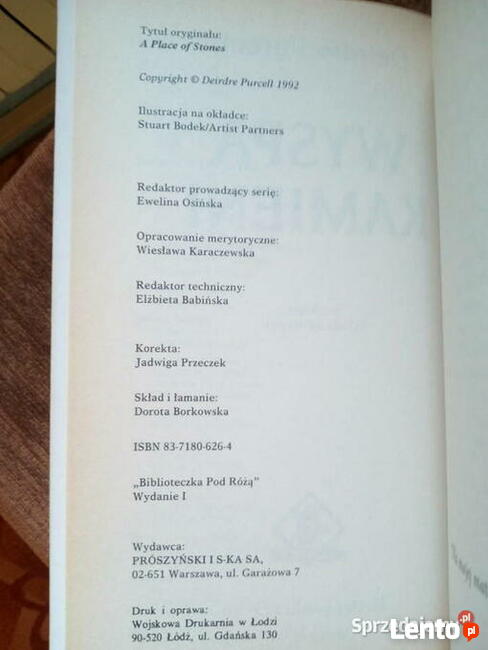 Tytuł oryginału:
A Place of Stones
Copyright © Deirdre Purcell 1992
Ilustracja na okładce:
Stuart Bodek/Artist Partners
Redaktor prowadzący serię:
Ewelina Osińska
Opracowanie merytoryczne:
Wiesława Karaczewska
Redaktor techniczny:
Elżbieta Babińska
Korekta:
Jadwiga Przeczek
Skład i łamanie:
Dorota Borkowska
ISBN 83-7180-626-4
„Biblioteczka Pod Różą”
Wydanie I
Wydawca:
PRÓSZYŃSKI I S-KA SA,
02-651 Warszawa, ul. Garażowa 7
Druk i oprawa:
Wojskowa Drukarnia w Łodzi
90-520 Łódź, ul. Gdańska 130
Lento.pl
.pl